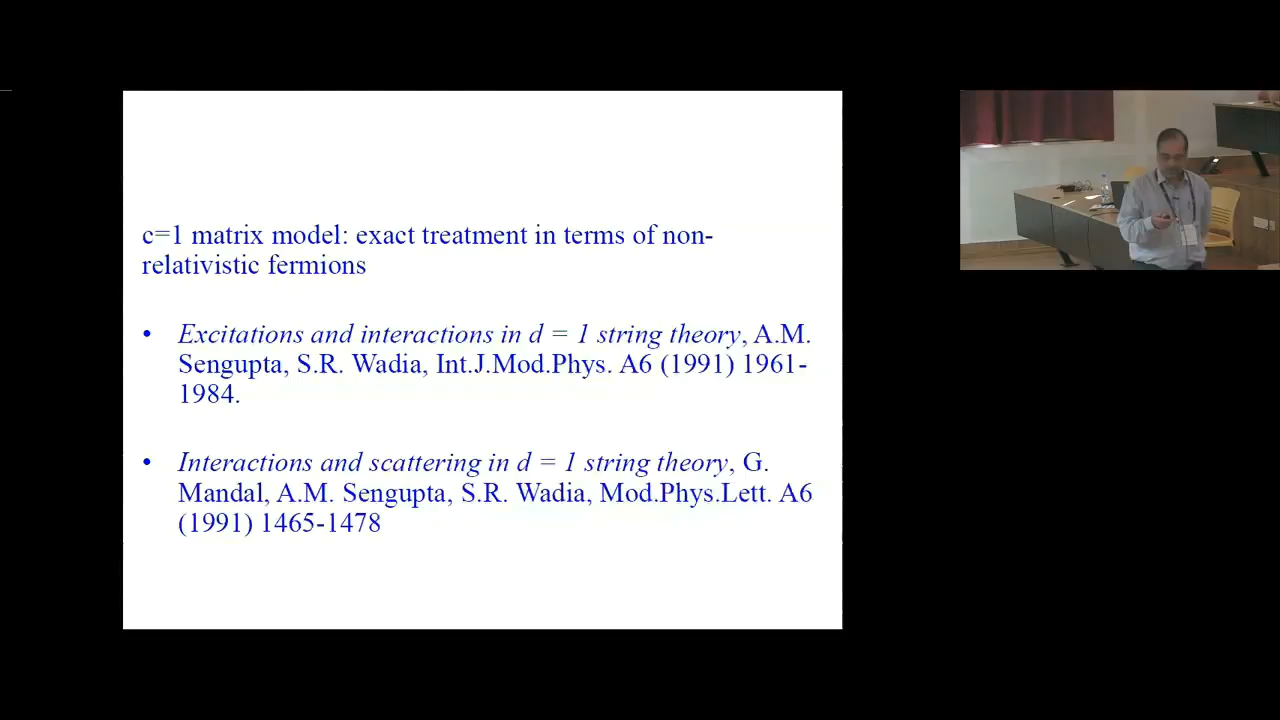 c=1 matrix model: exact treatment in terms of non-
relativistic fermions
• Excitations and interactions in d = 1 string theory, A.M.
Sengupta, S.R. Wadia, Int.J.Mod.Phys. A6 (1991) 1961-
1984.
• Interactions and scattering in d = 1 string theory, G.
Mandal, A.M. Sengupta, S.R. Wadia, Mod.Phys.Lett. A6
(1991) 1465-1478